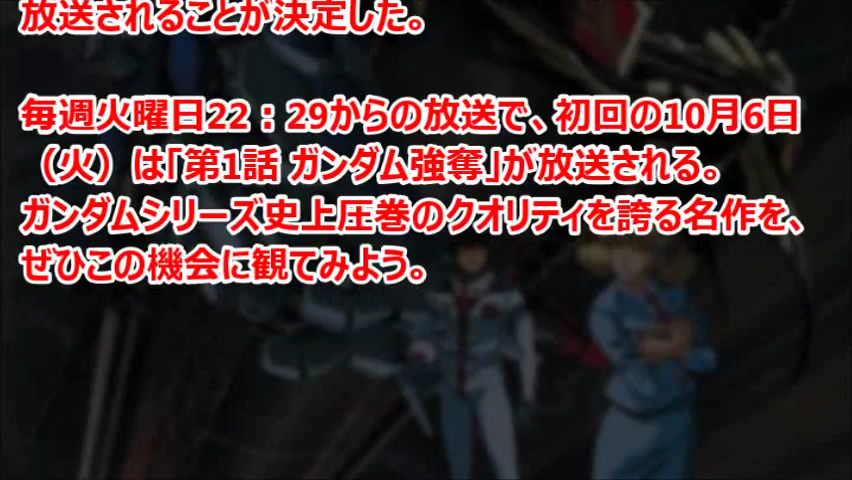 放送されることが決定した。
毎週火曜日22：29からの放送で、初回の10月6日
（火）は｢第1話 ガンダム強奪｣が放送される。
ガンダムシリーズ史上圧巻のクオリティを誇る名作を、
ぜひこの機会に観てみよう。